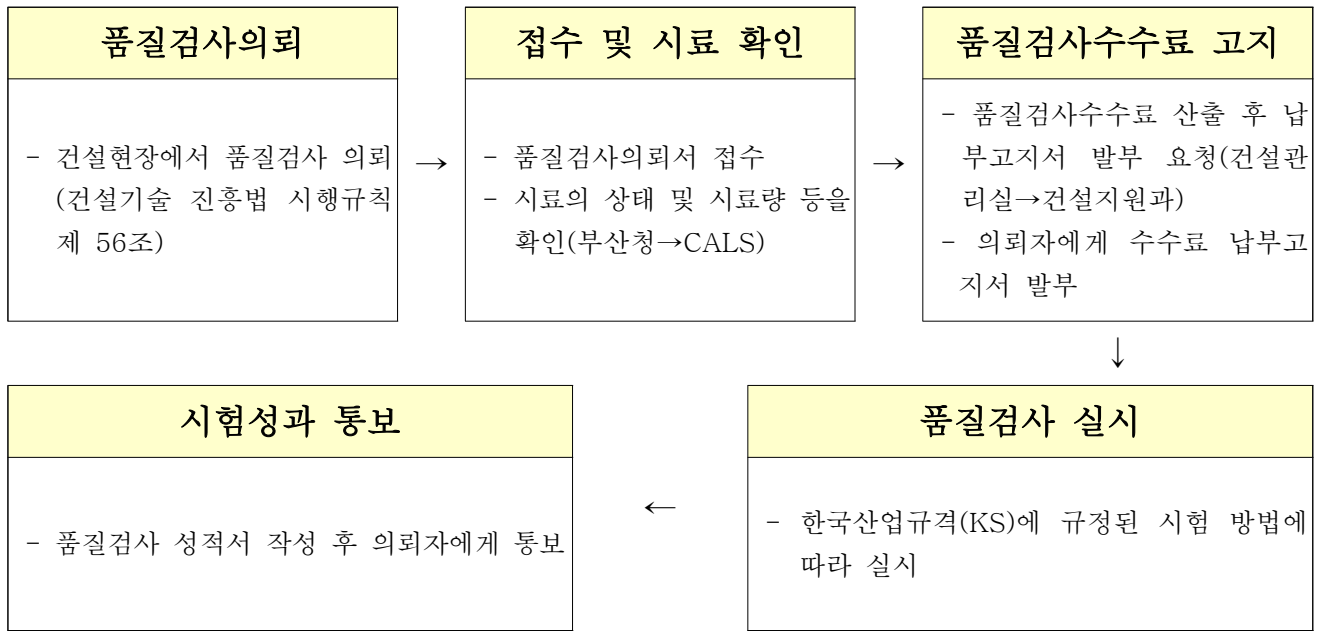 품질검사의뢰
- 건설현장에서 품질검사 의뢰
(건설기술 진흥법 시행규칙
제 56조)
→
접수 및 시료 확인
- 품질검사의뢰서 접수
- 시료의 상태 및 시료량 등을
확인(부산청→CALS)
→
품질검사수수료 고지
- 품질검사수수료 산출 후 납
부고지서 발부 요청(건설관
리실→건설지원과)
- 의뢰자에게 수수료 납부고
지서 발부
↓
품질검사 실시
- 한국산업규격(KS)에 규정된 시험 방법에
따라 실시
←
시험성과 통보
- 품질검사 성적서 작성 후 의뢰자에게 통보